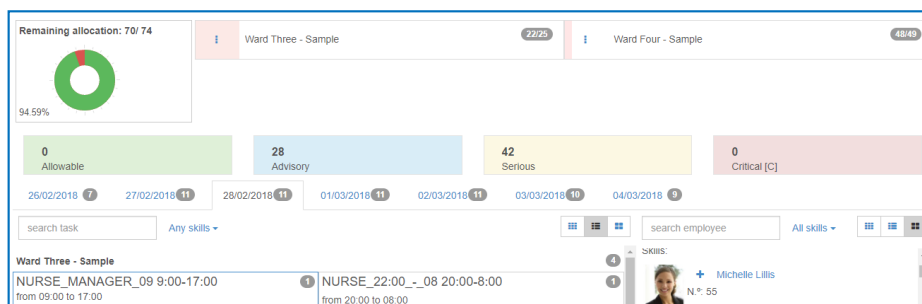 Remaining allocation: 70/ 74
94.59%
Ward Three - Sample 22/25
Ward Four - Sample 48/49
0
Allowable
28
Advisory
42
Serious
0
Critical [C]
26/02/2018 7 27/02/2018 11 28/02/2018 11 01/03/2018 11 02/03/2018 11 03/03/2018 10 04/03/2018 9
search task Any skills search employee All skills
Ward Three - Sample 4
NURSE_MANAGER_09 9:00-17:00 1
from 09:00 to 17:00
NURSE_22:00_-_08 20:00-8:00 1
from 20:00 to 08:00
Skills:
+ Michelle Lillis
N.º: 55